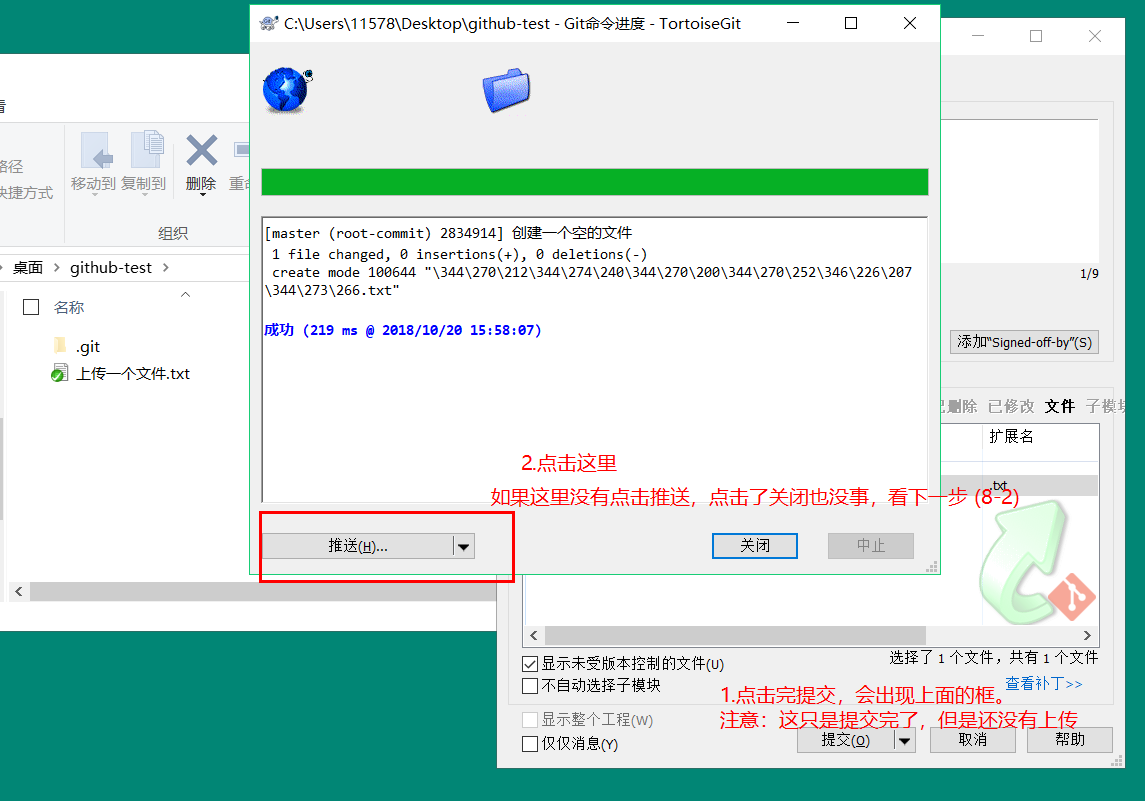 C:\Users\11578\Desktop\github-test - Git命令进度 - TortoiseGit
看
路径
快捷方式
移动到
复制到
删除
组织
桌面
github-test
名称
.git
上传一个文件.txt
[master (root-commit) 2834914] 创建一个空的文件
1 file changed, 0 insertions(+), 0 deletions(-)
create mode 100644 "\344\270\212\344\274\240\344\270\200\344\270\252\346\226\207
\344\273\266.txt"
成功 (219 ms @ 2018/10/20 15:58:07)
2.点击这里
如果这里没有点击推送，点击了关闭也没事，看下一步 (8-2)
推送(H)...
关闭
中止
1/9
添加“Signed-off-by”(S)
已删除
已修改
文件
子模块
扩展名
.txt
显示未受版本控制的文件(U)
选择了 1 个文件，共有 1 个文件
不自动选择子模块
查看补丁>>
1.点击完提交，会出现上面的框。
注意：这只是提交完了，但是还没有上传
显示整个工程(W)
仅仅消息(Y)
提交(O)
取消
帮助